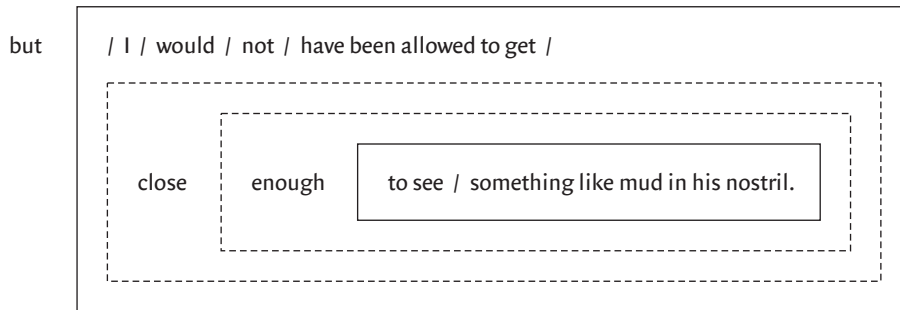 but / I / would / not / have been allowed to get /
close enough to see / something like mud in his nostril.